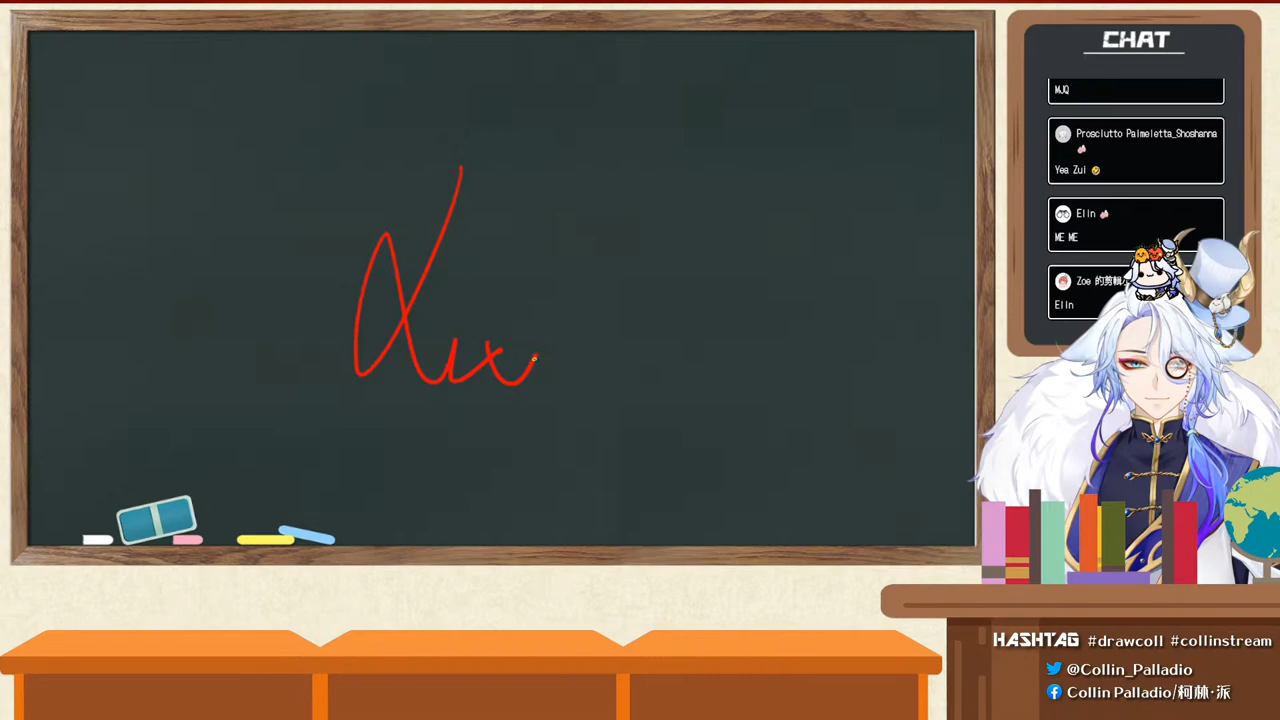 CHAT
MJQ
Prosciutto Palmeletta_Shoshanna
Yea Zui 🤣
Elin
ME ME
Zoe 的剪輯
Elin
HASHTAG #drawcoll #collinstream
@Collin_Palladio
Collin Palladio/柯林·派